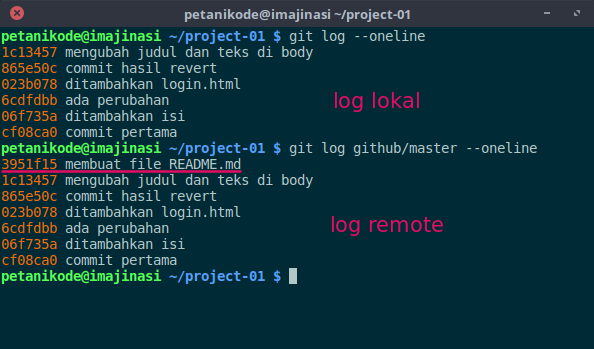 petanikode@imajinasi ~/project-01
petanikode@imajinasi ~/project-01 $ git log --oneline
1c13457 mengubah judul dan teks di body
865e50c commit hasil revert
023b078 ditambahkan login.html
6cdfdbb ada perubahan
06f735a ditambahkan isi
cf08ca0 commit pertama
log lokal
petanikode@imajinasi ~/project-01 $ git log github/master --oneline
3951f15 membuat file README.md
1c13457 mengubah judul dan teks di body
865e50c commit hasil revert
023b078 ditambahkan login.html
6cdfdbb ada perubahan
06f735a ditambahkan isi
cf08ca0 commit pertama
log remote
petanikode@imajinasi ~/project-01 $